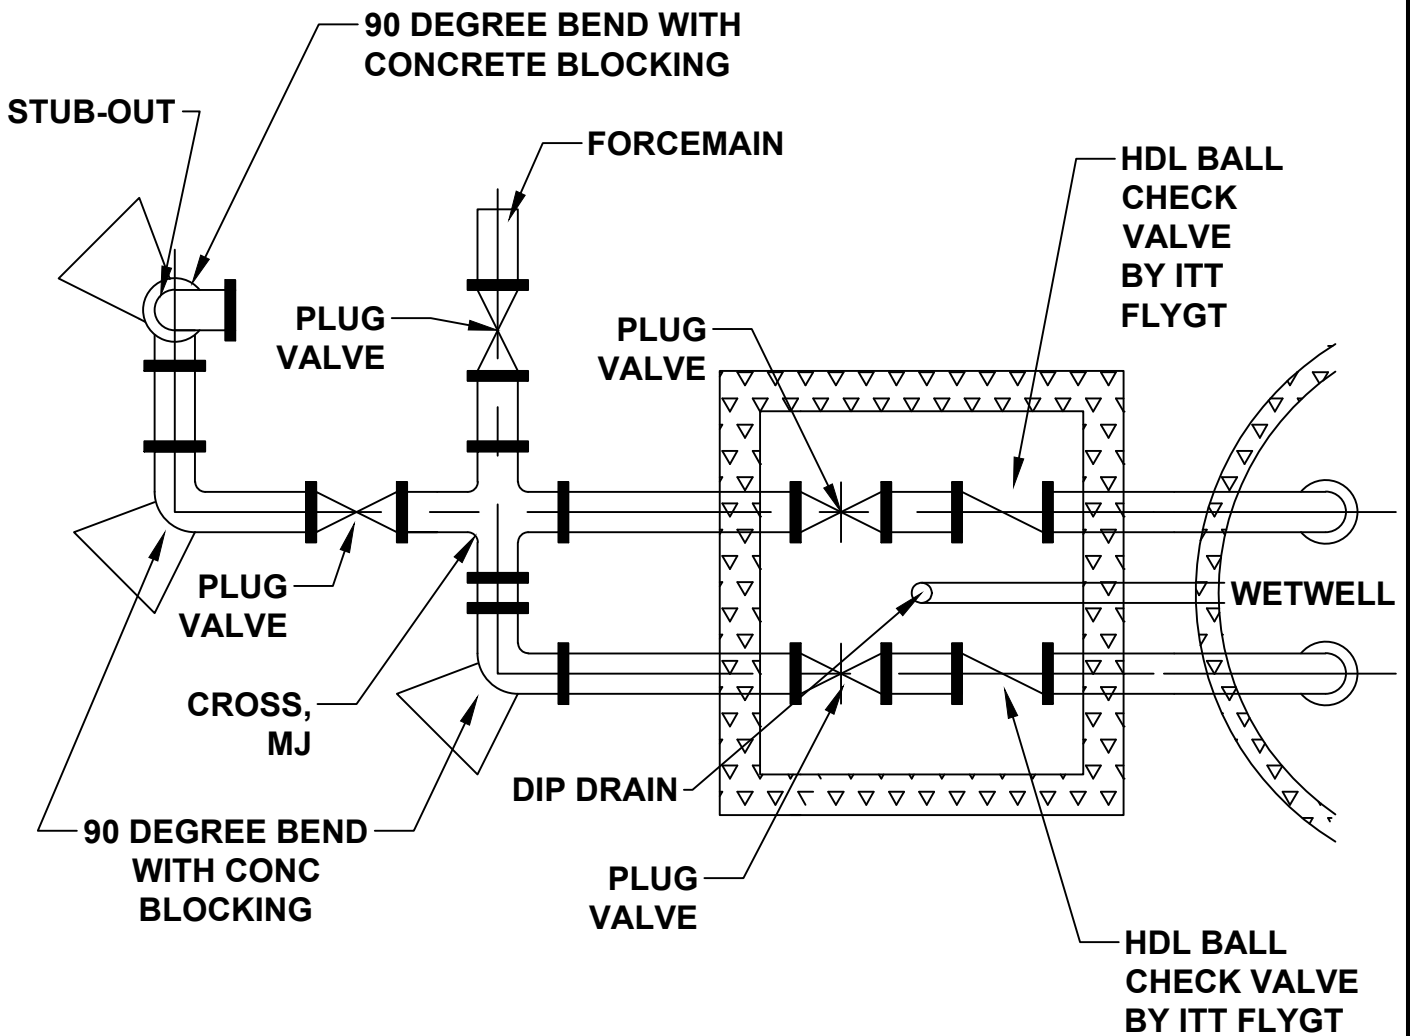 90 DEGREE BEND WITH
CONCRETE BLOCKING
STUB-OUT
FORCEMAIN
HDL BALL
CHECK
VALVE
BY ITT
FLYGT
PLUG
VALVE
PLUG
VALVE
PLUG
VALVE
WETWELL
CROSS,
MJ
DIP DRAIN
90 DEGREE BEND
WITH CONC
BLOCKING
PLUG
VALVE
HDL BALL
CHECK VALVE
BY ITT FLYGT